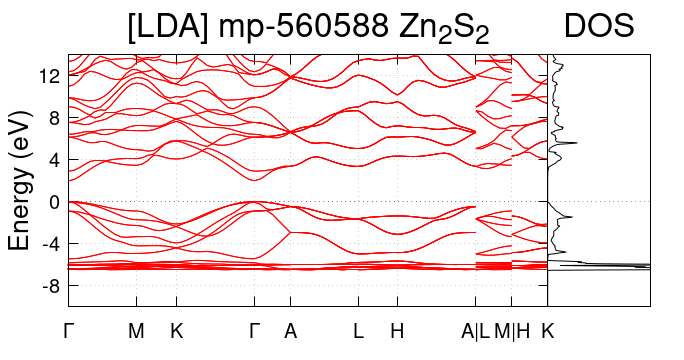 [LDA] mp-560588 Zn₂S₂ DOS
Energy (eV)
12
8
4
0
-4
-8
Γ M K Γ A L H A|L M|H K